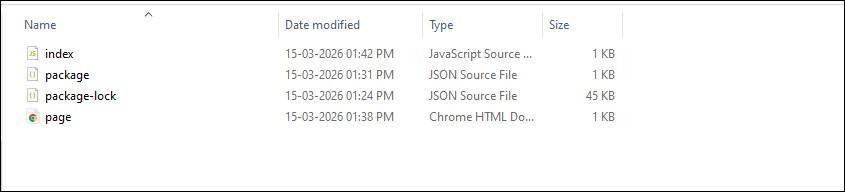 Name Date modified Type Size
index 15-03-2026 01:42 PM JavaScript Source ... 1 KB
package 15-03-2026 01:31 PM JSON Source File 1 KB
package-lock 15-03-2026 01:24 PM JSON Source File 45 KB
page 15-03-2026 01:38 PM Chrome HTML Do... 1 KB